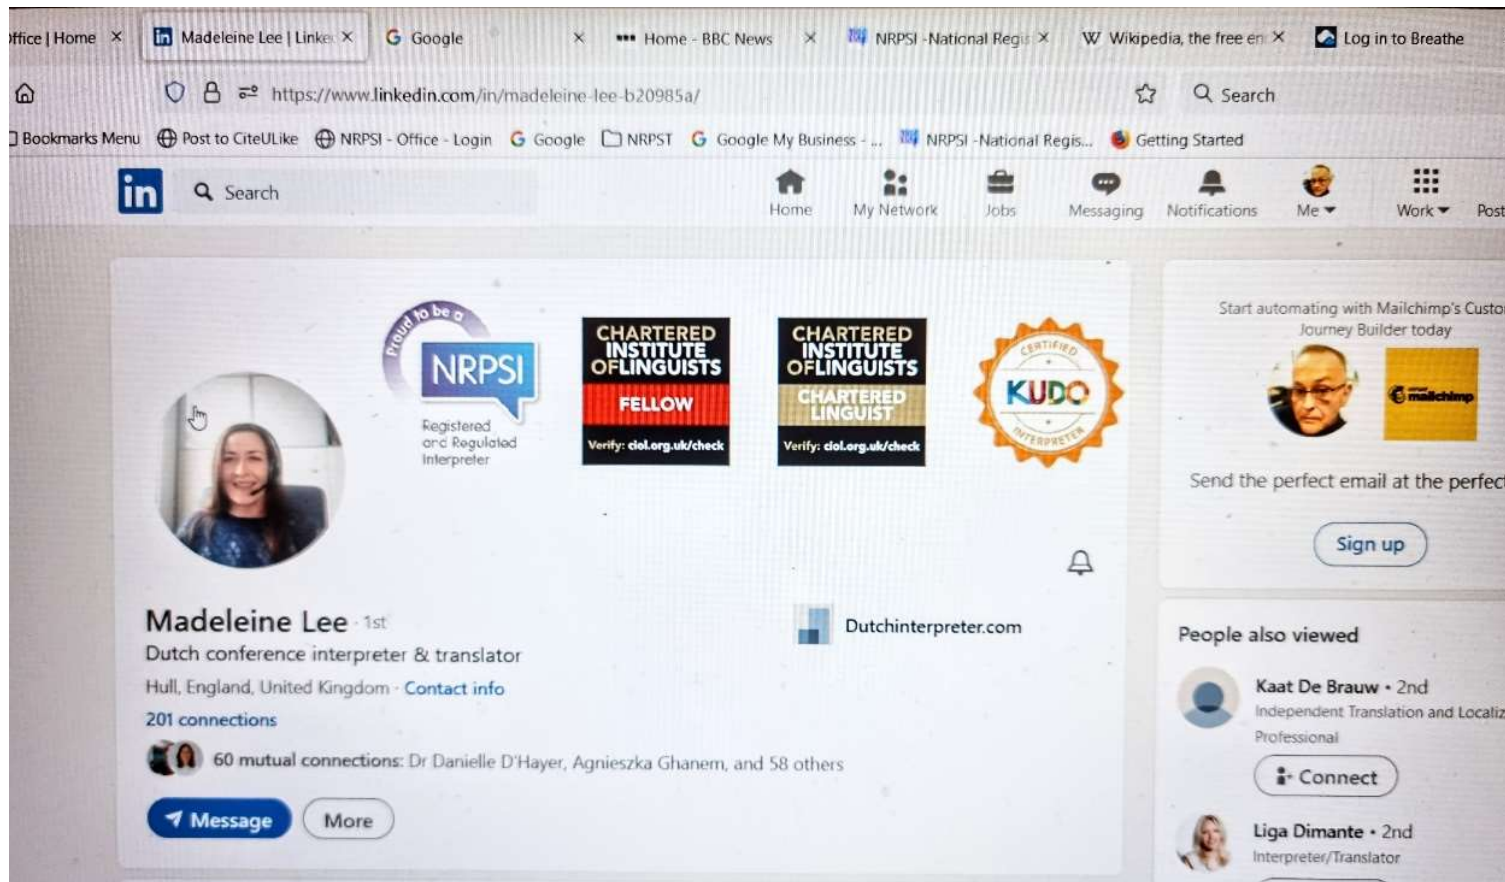 Office | Home
Madeleine Lee | Linke
Google
Home - BBC News
NRPSI -National Regis
Wikipedia, the free en
Log in to Breathe
https://www.linkedin.com/in/madeleine-lee-b20985a/
Search
Bookmarks Menu
Post to CiteULike
NRPSI - Office - Login
Google
NRPST
Google My Business - ...
NRPSI -National Regis...
Getting Started
in
Search
Home
My Network
Jobs
Messaging
Notifications
Me
Work
Post
Proud to be a
NRPSI
Registered
and Regulated
Interpreter
CHARTERED
INSTITUTE
OFLINGUISTS
FELLOW
Verify: ciol.org.uk/check
CHARTERED
INSTITUTE
OFLINGUISTS
CHARTERED
LINGUIST
Verify: ciol.org.uk/check
CERTIFIED
KUDO
INTERPRETER
Start automating with Mailchimp's Custo
Journey Builder today
mailchimp
Send the perfect email at the perfect
Sign up
Madeleine Lee · 1st
Dutch conference interpreter & translator
Hull, England, United Kingdom · Contact info
201 connections
60 mutual connections: Dr Danielle D'Hayer, Agnieszka Ghanem, and 58 others
Message
More
Dutchinterpreter.com
People also viewed
Kaat De Brauw • 2nd
Independent Translation and Localiz
Professional
Connect
Liga Dimante • 2nd
Interpreter/Translator